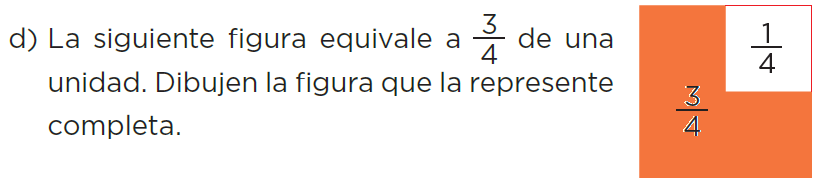 d) La siguiente figura equivale a 3/4 de una
unidad. Dibujen la figura que la represente
completa.
1/4
3/4